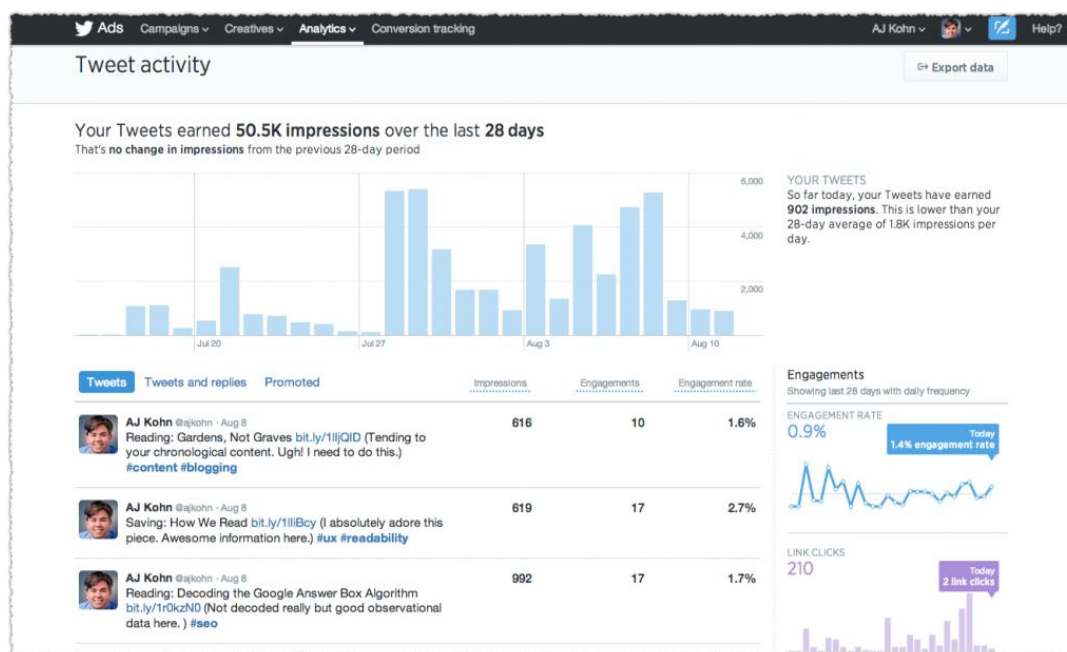 Ads Campaigns Creatives Analytics Conversion tracking AJ Kohn Help?
Tweet activity
Export data
Your Tweets earned 50.5K impressions over the last 28 days
That's no change in impressions from the previous 28-day period
6,000
4,000
2,000
Jul 20 Jul 27 Aug 3 Aug 10
YOUR TWEETS
So far today, your Tweets have earned
902 impressions. This is lower than your
28-day average of 1.8K impressions per
day.
Tweets Tweets and replies Promoted Impressions Engagements Engagement rate
AJ Kohn @ajkohn · Aug 8 616 10 1.6%
Reading: Gardens, Not Graves bit.ly/1lIjQID (Tending to
your chronological content. Ugh! I need to do this.)
#content #blogging
AJ Kohn @ajkohn · Aug 8 619 17 2.7%
Saving: How We Read bit.ly/1lIiBcy (I absolutely adore this
piece. Awesome information here.) #ux #readability
AJ Kohn @ajkohn · Aug 8 992 17 1.7%
Reading: Decoding the Google Answer Box Algorithm
bit.ly/1r0kzN0 (Not decoded really but good observational
data here. ) #seo
Engagements
Showing last 28 days with daily frequency
ENGAGEMENT RATE
0.9%
Today
1.4% engagement rate
LINK CLICKS
210
Today
2 link clicks